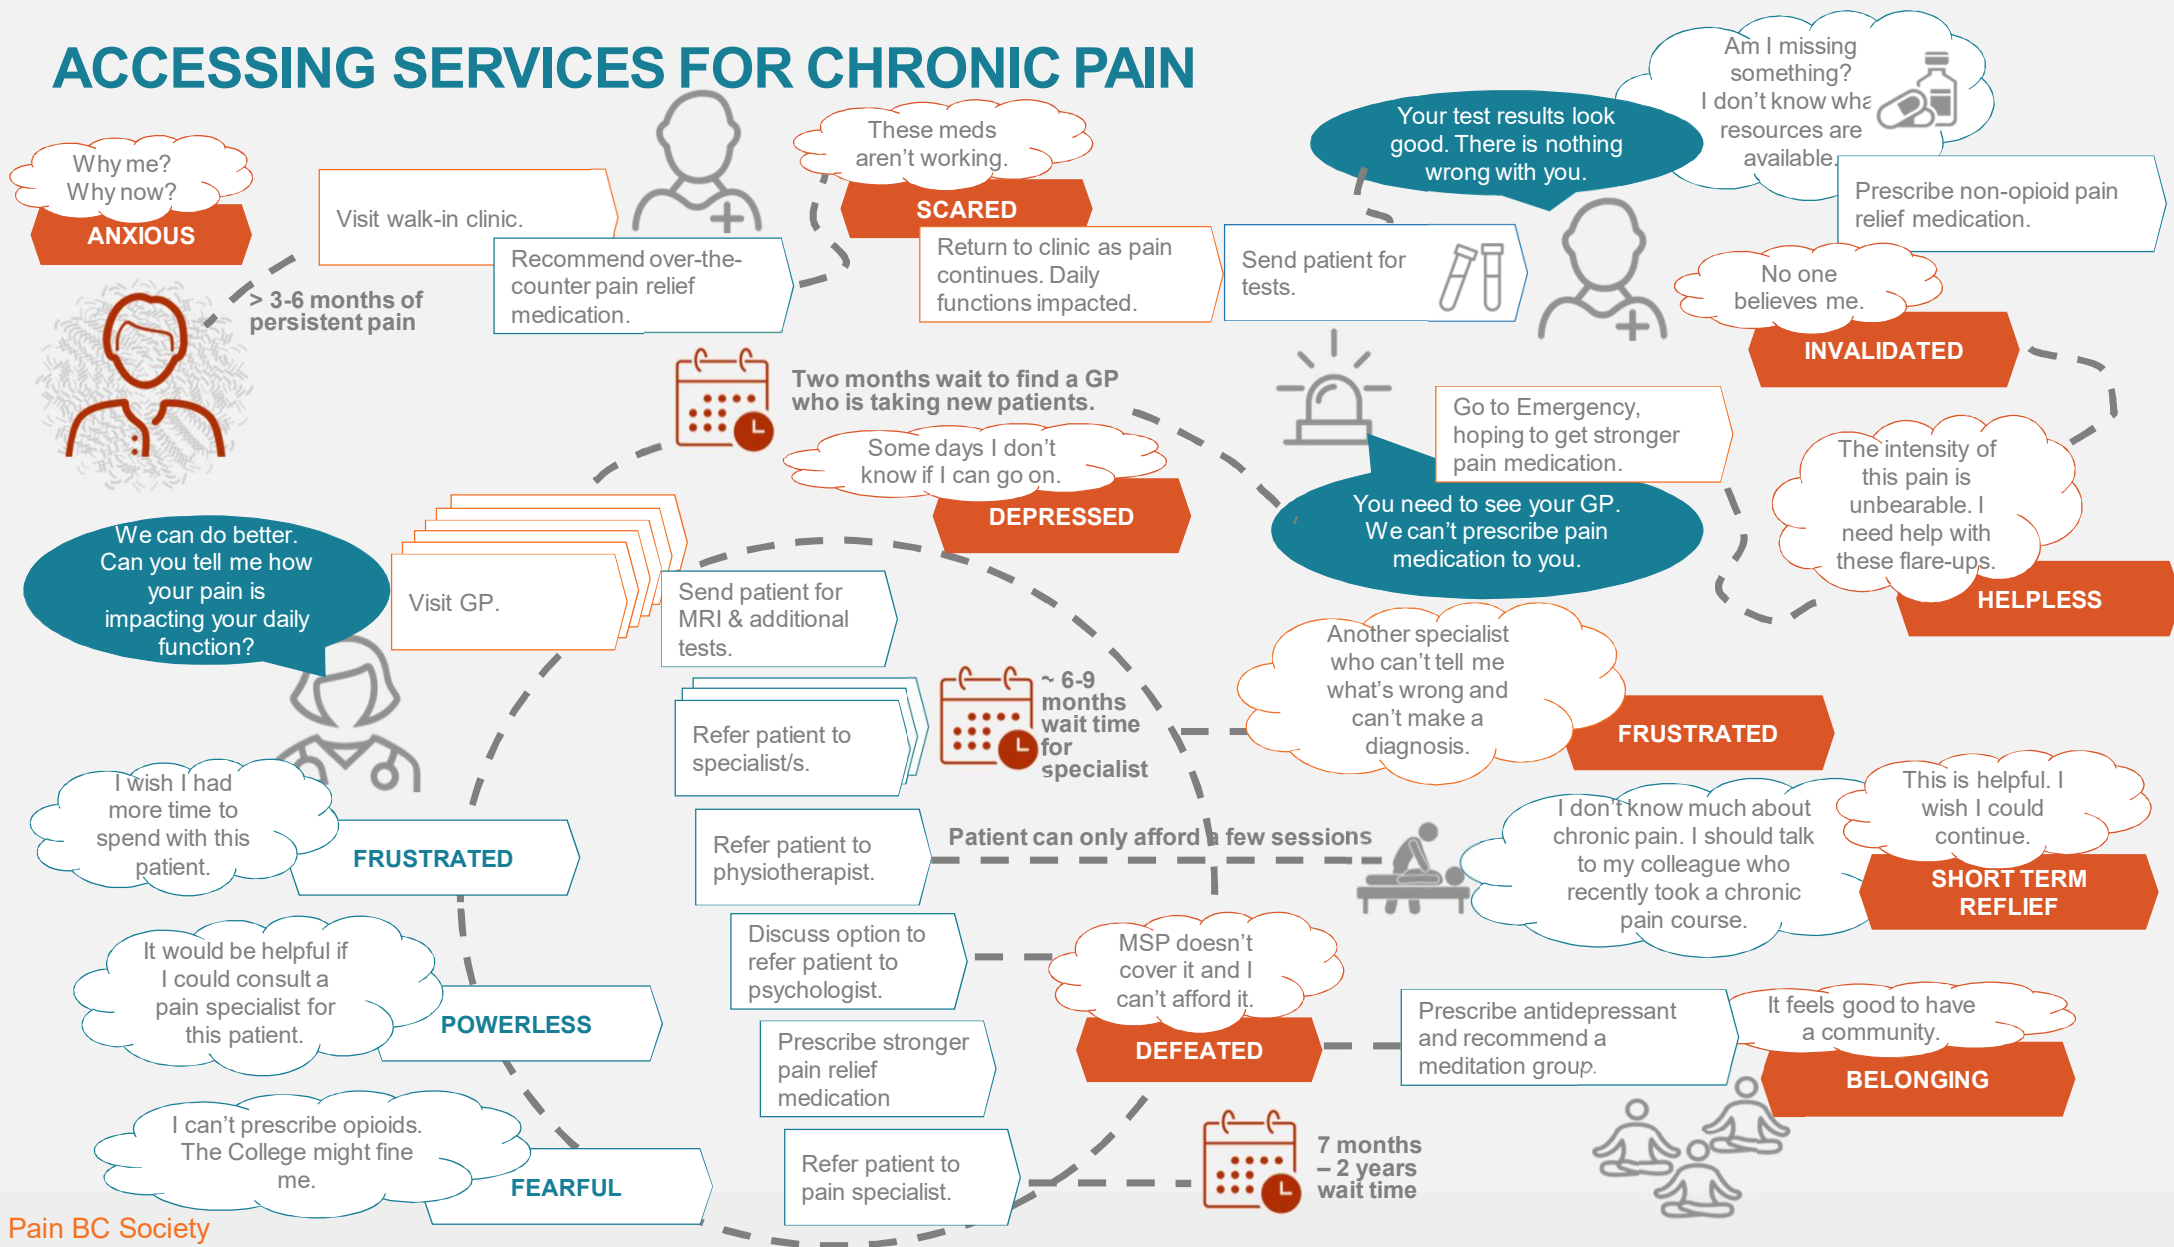 ACCESSING SERVICES FOR CHRONIC PAIN
Why me?
Why now?
ANXIOUS
> 3-6 months of
persistent pain
Visit walk-in clinic.
Recommend over-the-
counter pain relief
medication.
These meds
aren't working.
SCARED
Return to clinic as pain
continues. Daily
functions impacted.
Send patient for
tests.
Your test results look
good. There is nothing
wrong with you.
Am I missing
something?
I don't know
resources are
available.
Prescribe non-opioid pain
relief medication.
No one
believes me.
INVALIDATED
The intensity of
this pain is
unbearable. I
need help with
these flare-ups.
HELPLESS
Go to Emergency,
hoping to get stronger
pain medication.
You need to see your GP.
We can't prescribe pain
medication to you.
Two months wait to find a GP
who is taking new patients.
Some days I don't
know if I can go on.
DEPRESSED
Visit GP.
We can do better.
Can you tell me how
your pain is
impacting your daily
function?
Send patient for
MRI & additional
tests.
Refer patient to
specialist/s.
~ 6-9
months
wait time
for
specialist
Another specialist
who can't tell me
what's wrong and
can't make a
diagnosis.
FRUSTRATED
Refer patient to
physiotherapist.
Patient can only afford a few sessions
I don't know much about
chronic pain. I should talk
to my colleague who
recently took a chronic
pain course.
This is helpful. I
wish I could
continue.
SHORT TERM
REFLIEF
Discuss option to
refer patient to
psychologist.
MSP doesn't
cover it and I
can't afford it.
DEFEATED
Prescribe antidepressant
and recommend a
meditation group.
It feels good to have
a community.
BELONGING
Prescribe stronger
pain relief
medication
Refer patient to
pain specialist.
7 months
– 2 years
wait time
I wish I had
more time to
spend with this
patient.
FRUSTRATED
It would be helpful if
I could consult a
pain specialist for
this patient.
POWERLESS
I can't prescribe opioids.
The College might fine
me.
FEARFUL
Pain BC Society